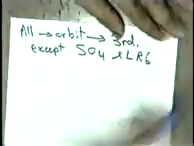 All → orbit → 3rd.
except SO4 & LR6